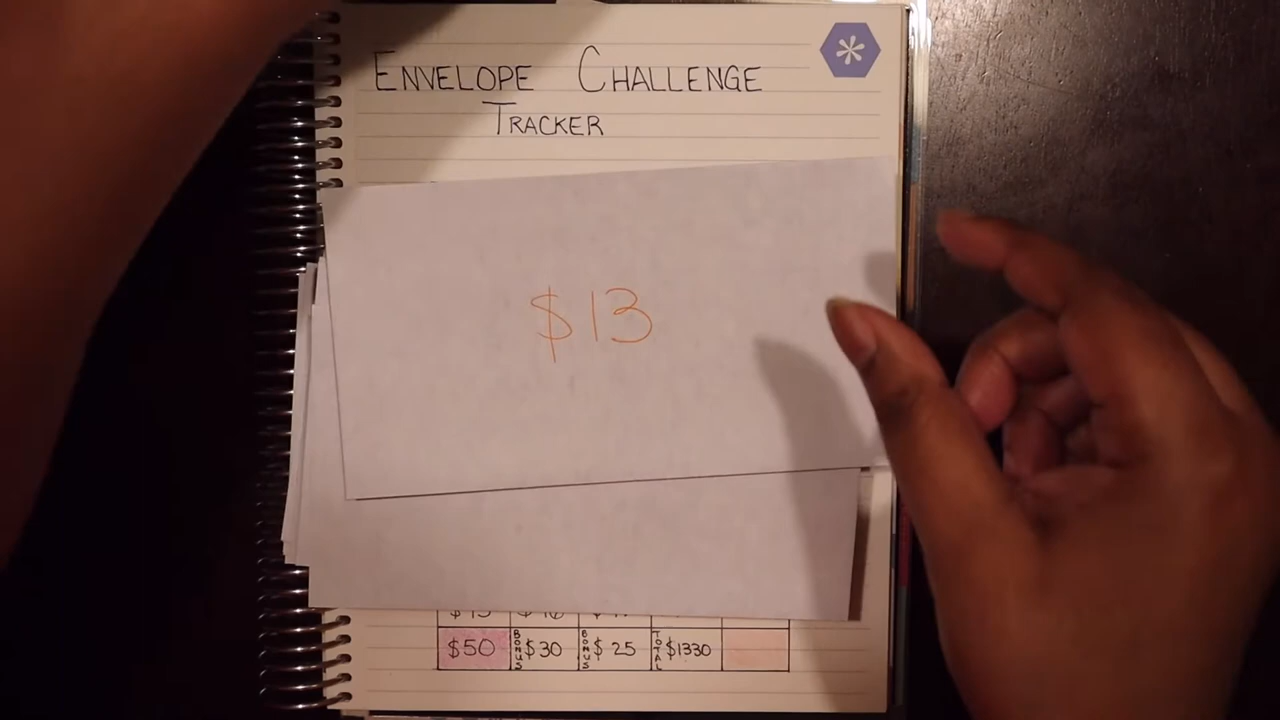 ENVELOPE CHALLENGE
TRACKER
$13
$50 BONUS $30 BONUS $25 TOTAL $1330